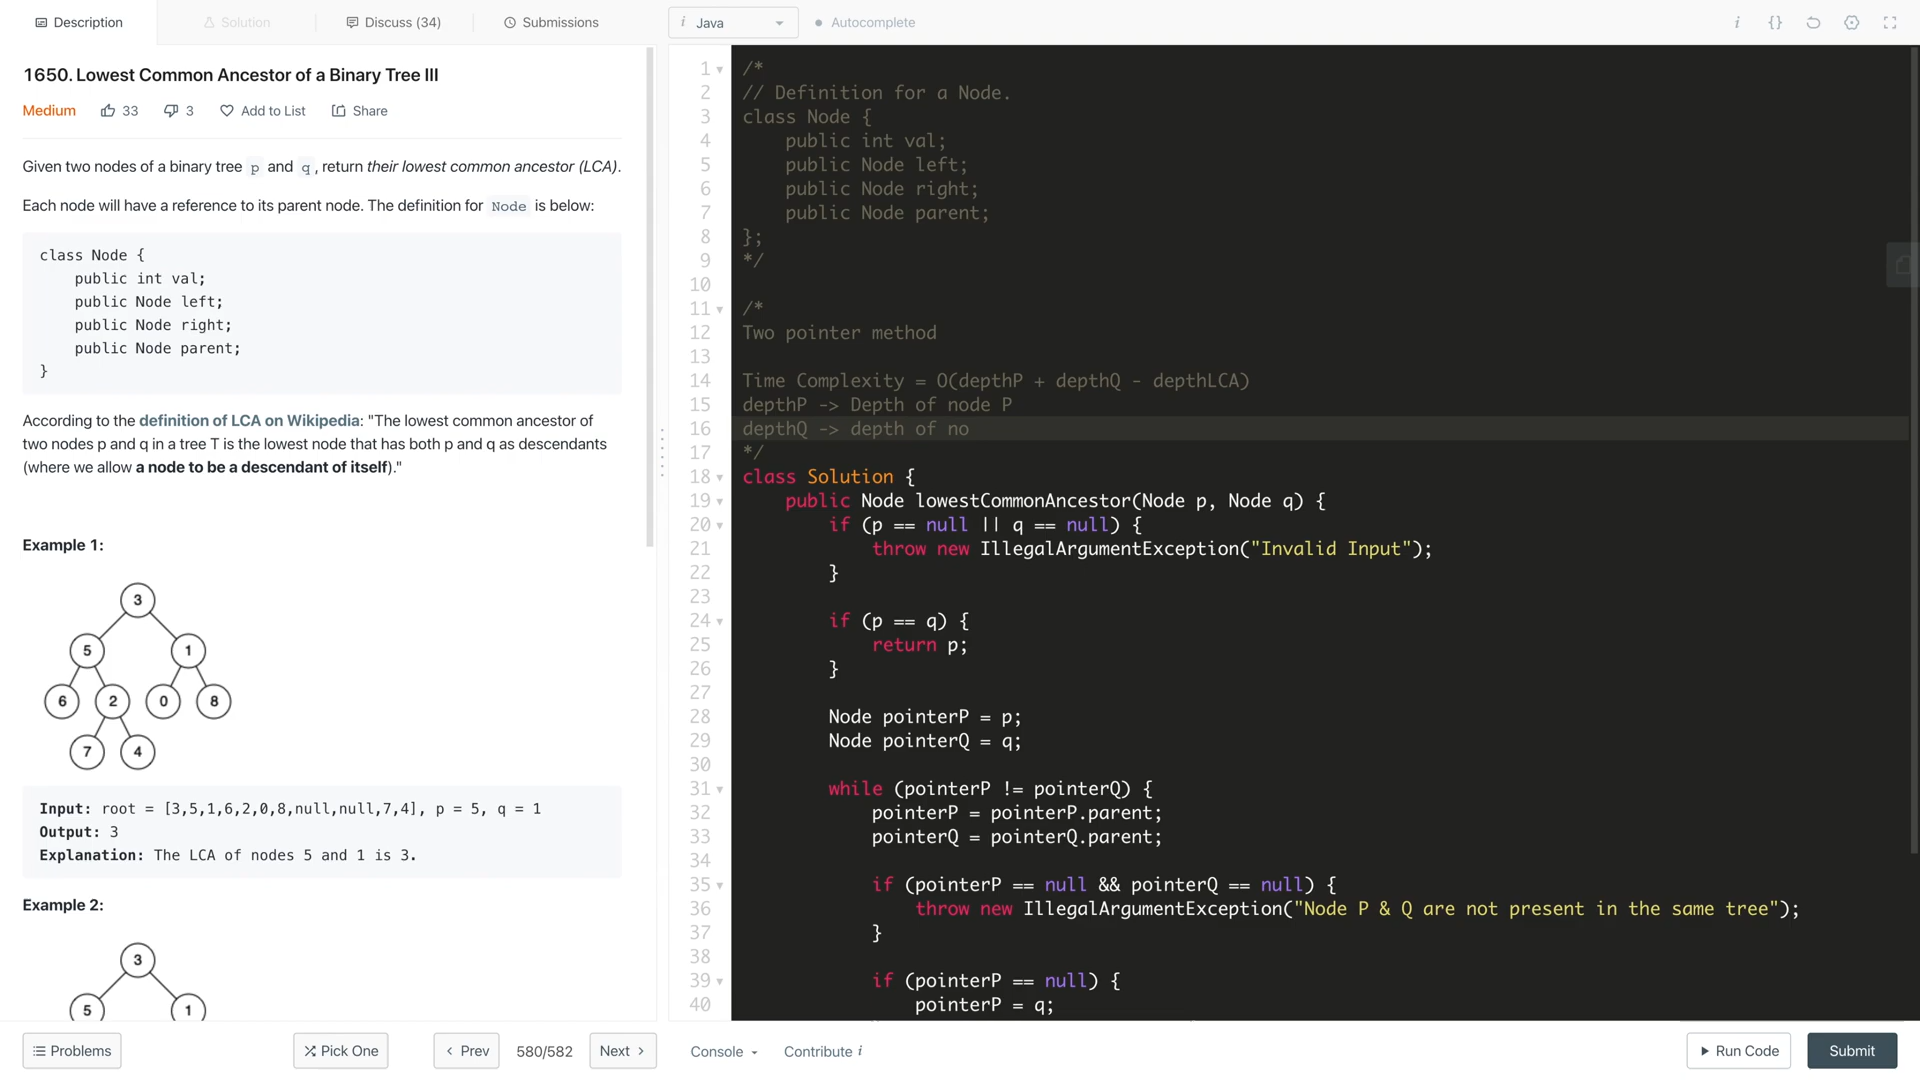 Description
Solution
Discuss (34)
Submissions
i Java
Autocomplete
i {}
1650. Lowest Common Ancestor of a Binary Tree III
Medium 33 3 Add to List Share
Given two nodes of a binary tree p and q, return their lowest common ancestor (LCA).
Each node will have a reference to its parent node. The definition for Node is below:
class Node {
public int val;
public Node left;
public Node right;
public Node parent;
}
According to the definition of LCA on Wikipedia: "The lowest common ancestor of
two nodes p and q in a tree T is the lowest node that has both p and q as descendants
(where we allow a node to be a descendant of itself)."
Example 1:
3
5 1
6 2 0 8
7 4
Input: root = [3,5,1,6,2,0,8,null,null,7,4], p = 5, q = 1
Output: 3
Explanation: The LCA of nodes 5 and 1 is 3.
Example 2:
3
5 1
1 /*
2 // Definition for a Node.
3 class Node {
4 public int val;
5 public Node left;
6 public Node right;
7 public Node parent;
8 };
9 */
10
11 /*
12 Two pointer method
13
14 Time Complexity = O(depthP + depthQ - depthLCA)
15 depthP -> Depth of node P
16 depthQ -> depth of no
17 */
18 class Solution {
19 public Node lowestCommonAncestor(Node p, Node q) {
20 if (p == null || q == null) {
21 throw new IllegalArgumentException("Invalid Input");
22 }
23
24 if (p == q) {
25 return p;
26 }
27
28 Node pointerP = p;
29 Node pointerQ = q;
30
31 while (pointerP != pointerQ) {
32 pointerP = pointerP.parent;
33 pointerQ = pointerQ.parent;
34
35 if (pointerP == null && pointerQ == null) {
36 throw new IllegalArgumentException("Node P & Q are not present in the same tree");
37 }
38
39 if (pointerP == null) {
40 pointerP = q;
Problems
Pick One
Prev
580/582
Next
Console
Contribute i
Run Code
Submit